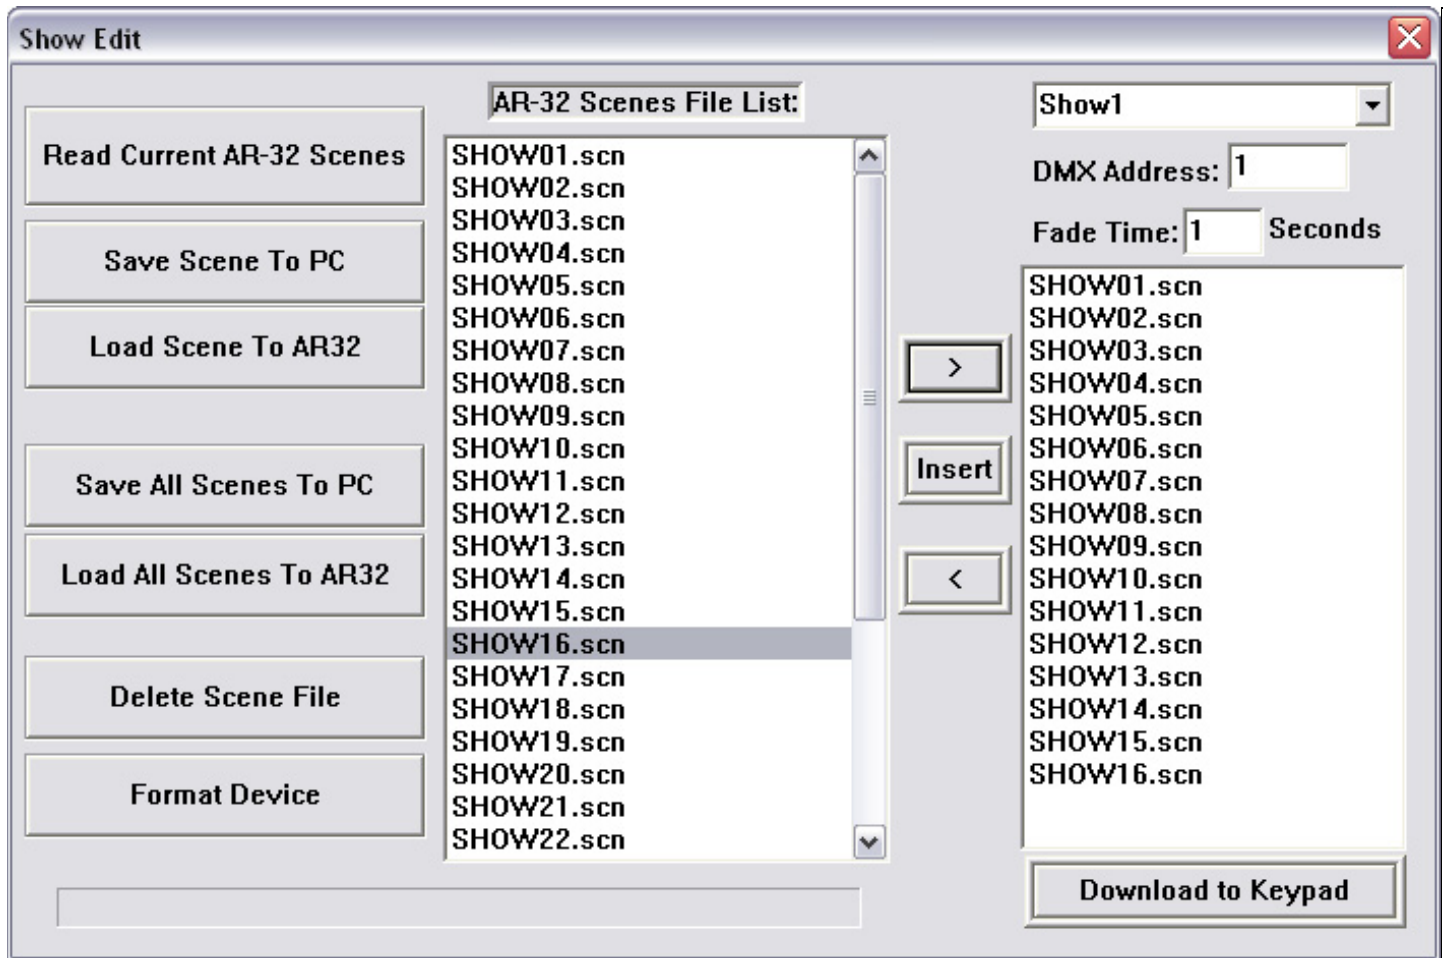 Show Edit
Read Current AR-32 Scenes
Save Scene To PC
Load Scene To AR32
Save All Scenes To PC
Load All Scenes To AR32
Delete Scene File
Format Device
AR-32 Scenes File List:
SHOW01.scn
SHOW02.scn
SHOW03.scn
SHOW04.scn
SHOW05.scn
SHOW06.scn
SHOW07.scn
SHOW08.scn
SHOW09.scn
SHOW10.scn
SHOW11.scn
SHOW12.scn
SHOW13.scn
SHOW14.scn
SHOW15.scn
SHOW16.scn
SHOW17.scn
SHOW18.scn
SHOW19.scn
SHOW20.scn
SHOW21.scn
SHOW22.scn
>
Insert
<
Show1
DMX Address: 1
Fade Time: 1 Seconds
SHOW01.scn
SHOW02.scn
SHOW03.scn
SHOW04.scn
SHOW05.scn
SHOW06.scn
SHOW07.scn
SHOW08.scn
SHOW09.scn
SHOW10.scn
SHOW11.scn
SHOW12.scn
SHOW13.scn
SHOW14.scn
SHOW15.scn
SHOW16.scn
Download to Keypad